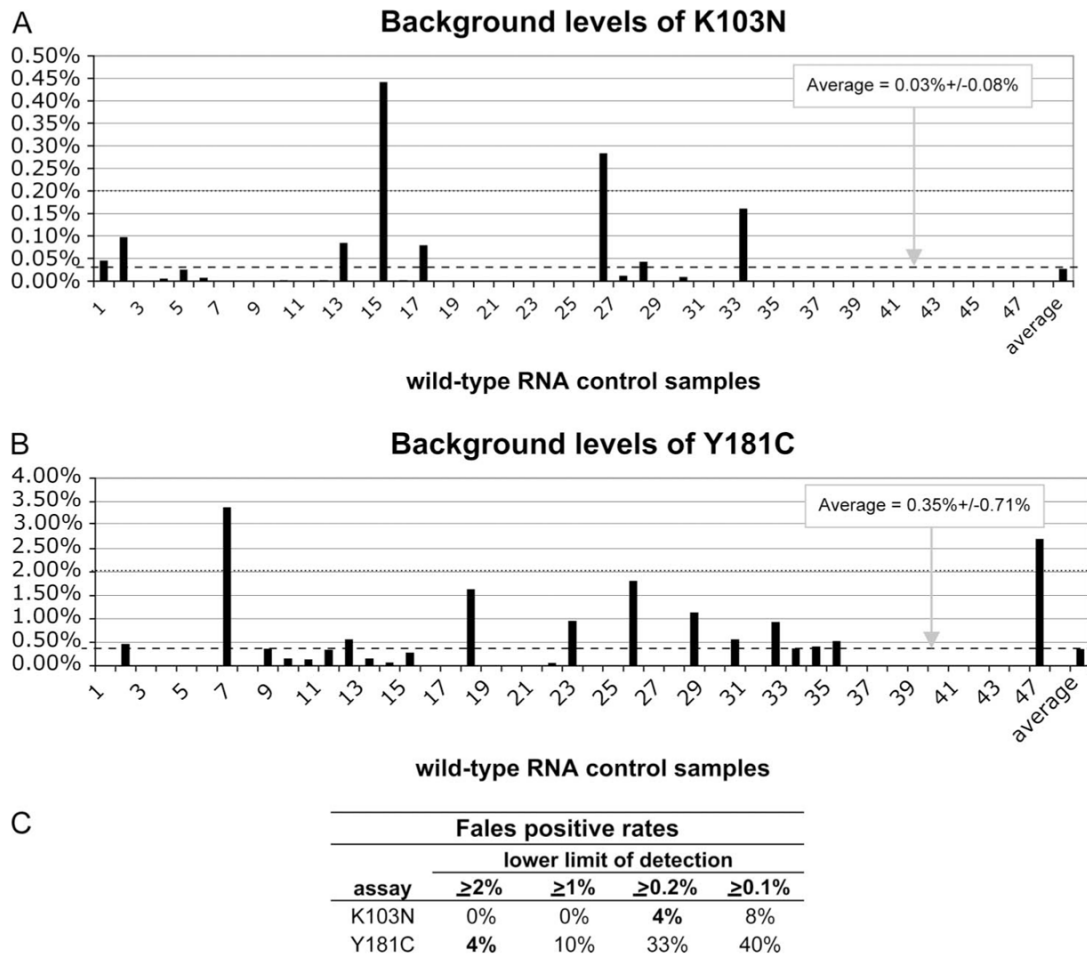 A
Background levels of K103N
0.50%
0.45%
0.40%
0.35%
0.30%
0.25%
0.20%
0.15%
0.10%
0.05%
0.00%
Average = 0.03%+/-0.08%
1 3 5 7 9 11 13 15 17 19 21 23 25 27 29 31 33 35 37 39 41 43 45 47 average
wild-type RNA control samples
B
Background levels of Y181C
4.00%
3.50%
3.00%
2.50%
2.00%
1.50%
1.00%
0.50%
0.00%
Average = 0.35%+/-0.71%
1 3 5 7 9 11 13 15 17 19 21 23 25 27 29 31 33 35 37 39 41 43 47 average
wild-type RNA control samples
C
Fales positive rates
lower limit of detection
assay ≥2% ≥1% ≥0.2% ≥0.1%
K103N 0% 0% 4% 8%
Y181C 4% 10% 33% 40%